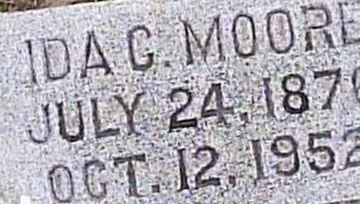 IDA G. MOORE
JULY 24, 187
OCT. 12, 1952